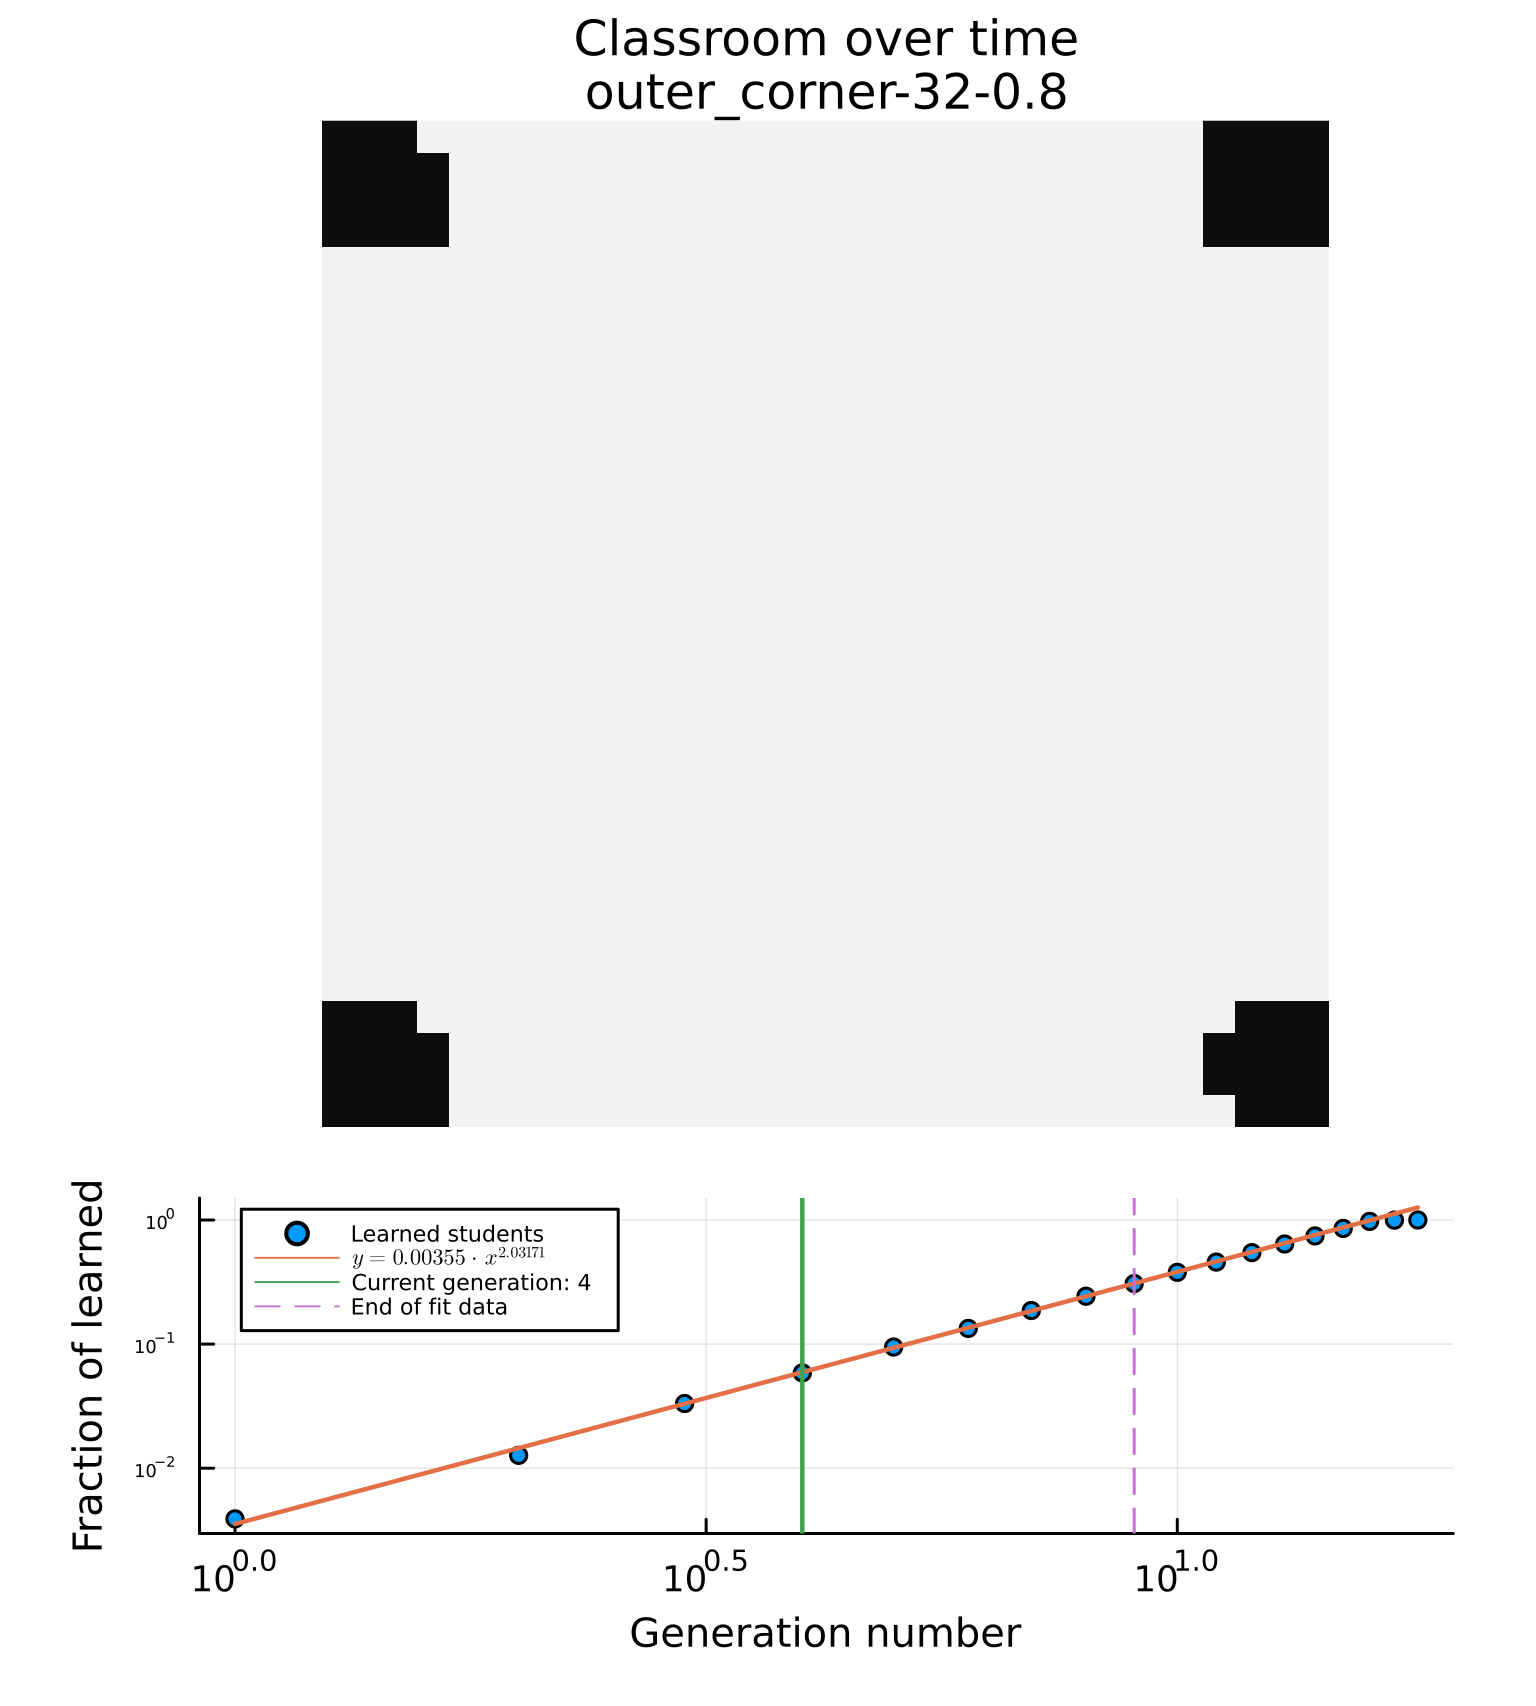 Classroom over time
outer_corner-32-0.8
Fraction of learned
10⁰
10⁻¹
10⁻²
Learned students
y = 0.00355 · x^2.03171
Current generation: 4
End of fit data
10^0.0
10^0.5
10^1.0
Generation number